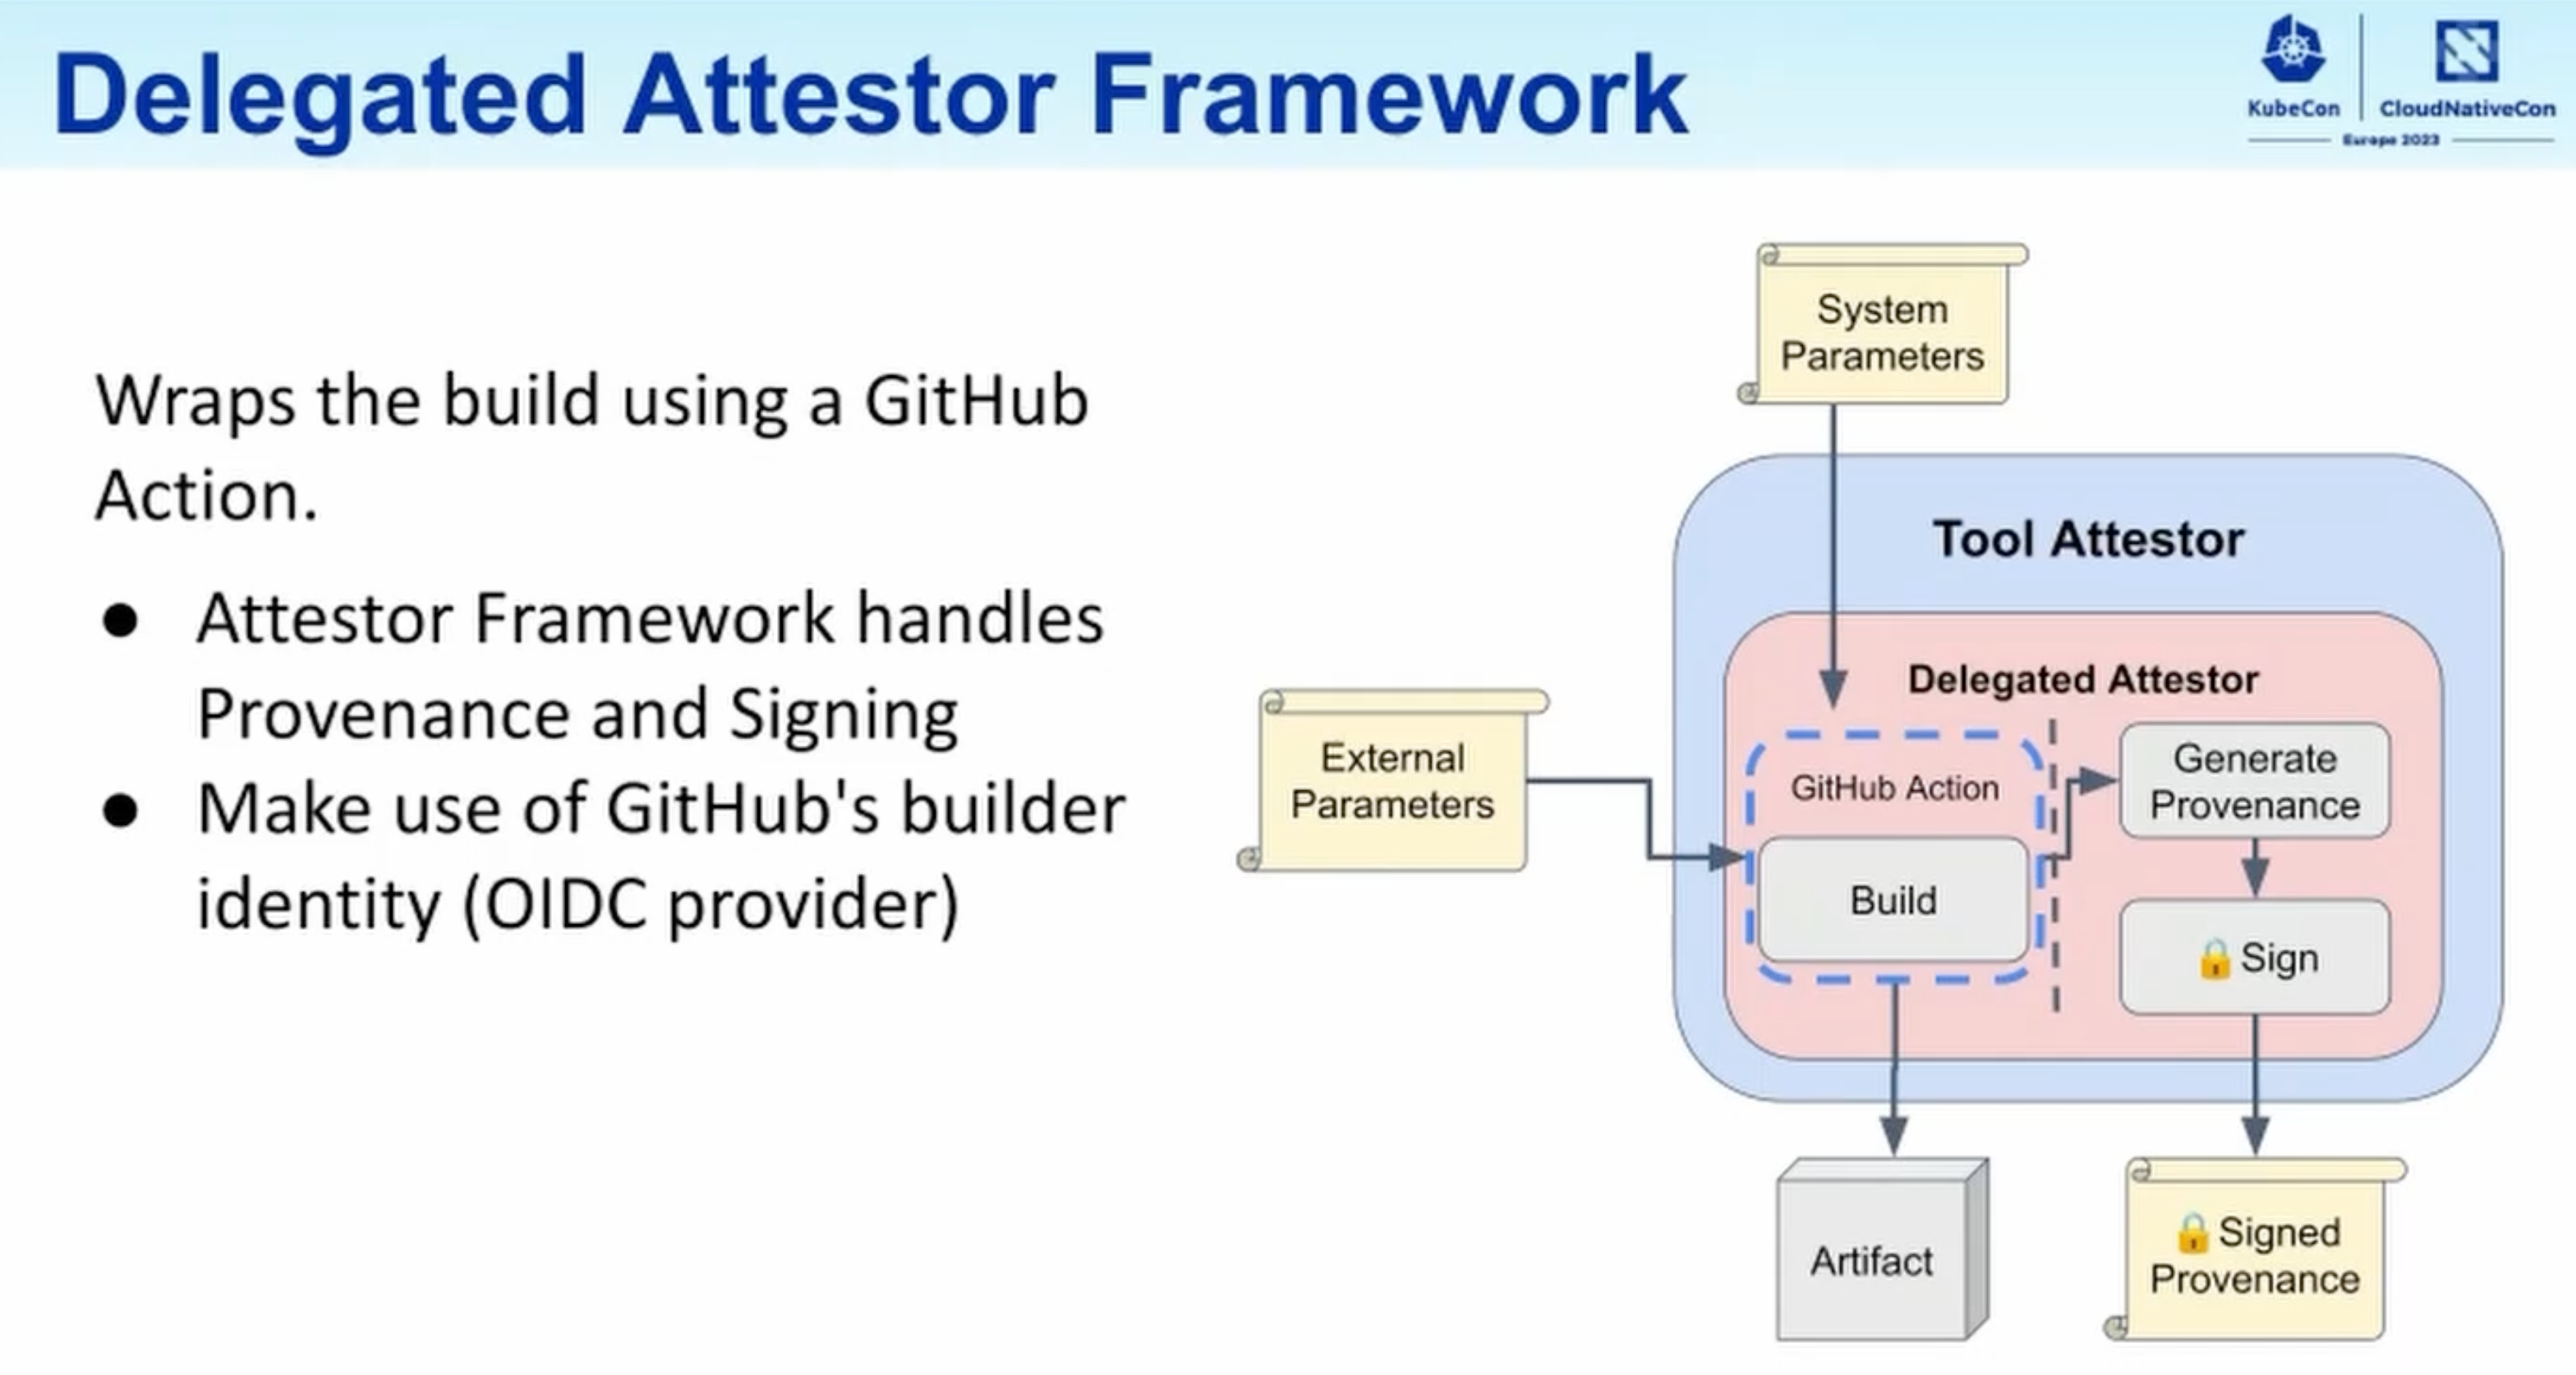 Delegated Attestor Framework
KubeCon
CloudNativeCon
Europe 2023
Wraps the build using a GitHub
Action.
● Attestor Framework handles
Provenance and Signing
● Make use of GitHub's builder
identity (OIDC provider)
System
Parameters
Tool Attestor
Delegated Attestor
External
Parameters
GitHub Action
Build
Generate
Provenance
🔒 Sign
Artifact
🔒 Signed
Provenance